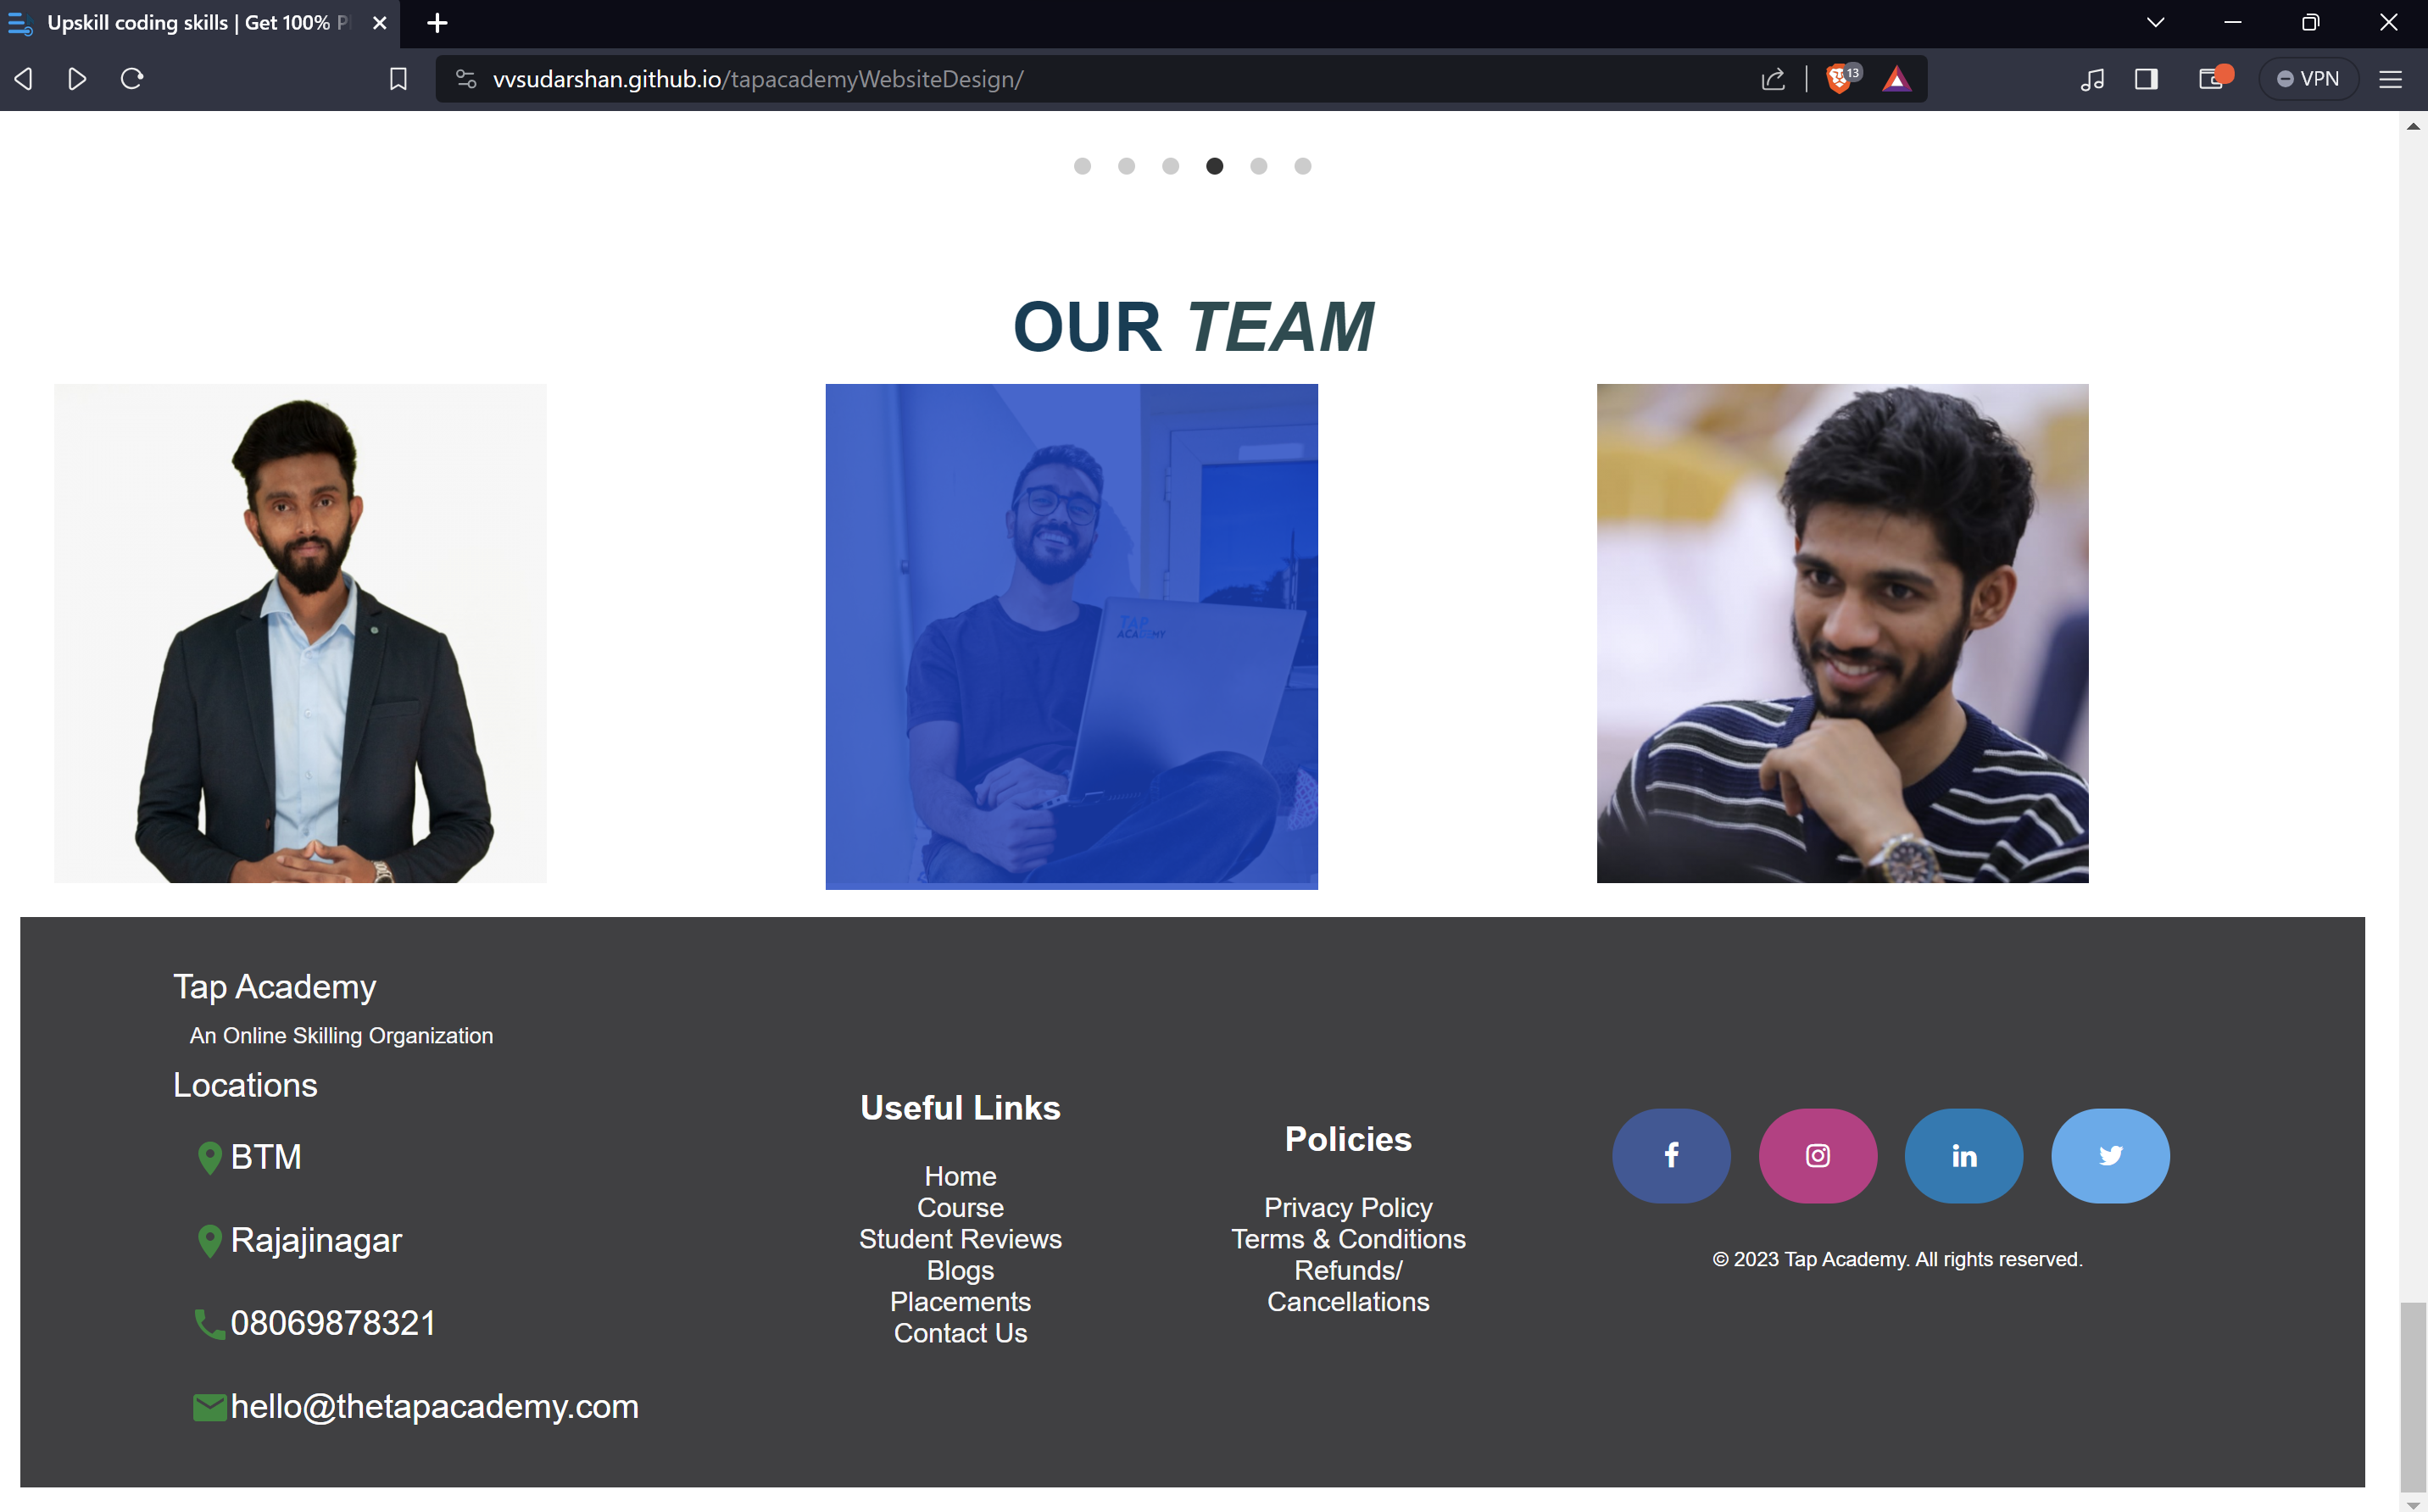 Upskill coding skills | Get 100% Pl
vvsudarshan.github.io/tapacademyWebsiteDesign/
13
VPN
OUR TEAM
TAP
ACADEMY
Tap Academy
An Online Skilling Organization
Locations
BTM
Rajajinagar
08069878321
hello@thetapacademy.com
Useful Links
Home
Course
Student Reviews
Blogs
Placements
Contact Us
Policies
Privacy Policy
Terms & Conditions
Refunds/
Cancellations
f
in
© 2023 Tap Academy. All rights reserved.